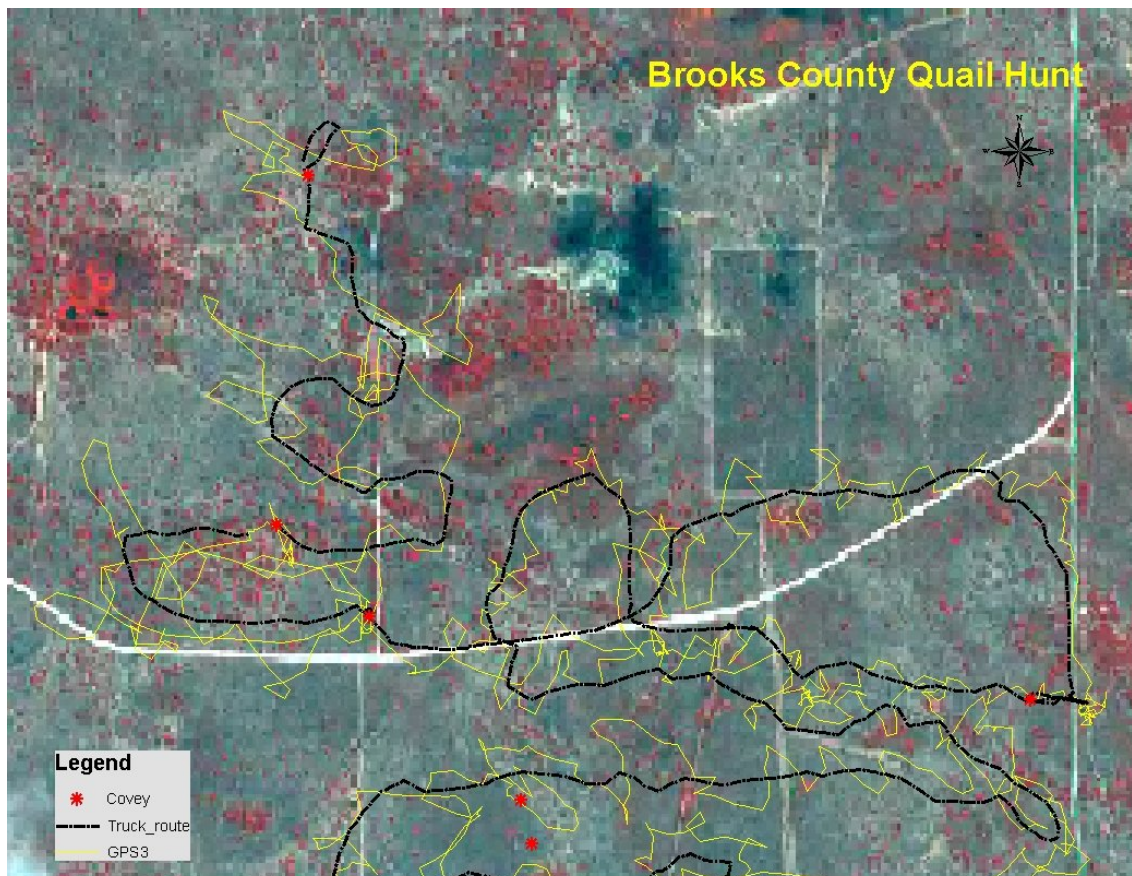 Brooks County Quail Hunt
N
W
E
S
Legend
Covey
Truck_route
GPS3